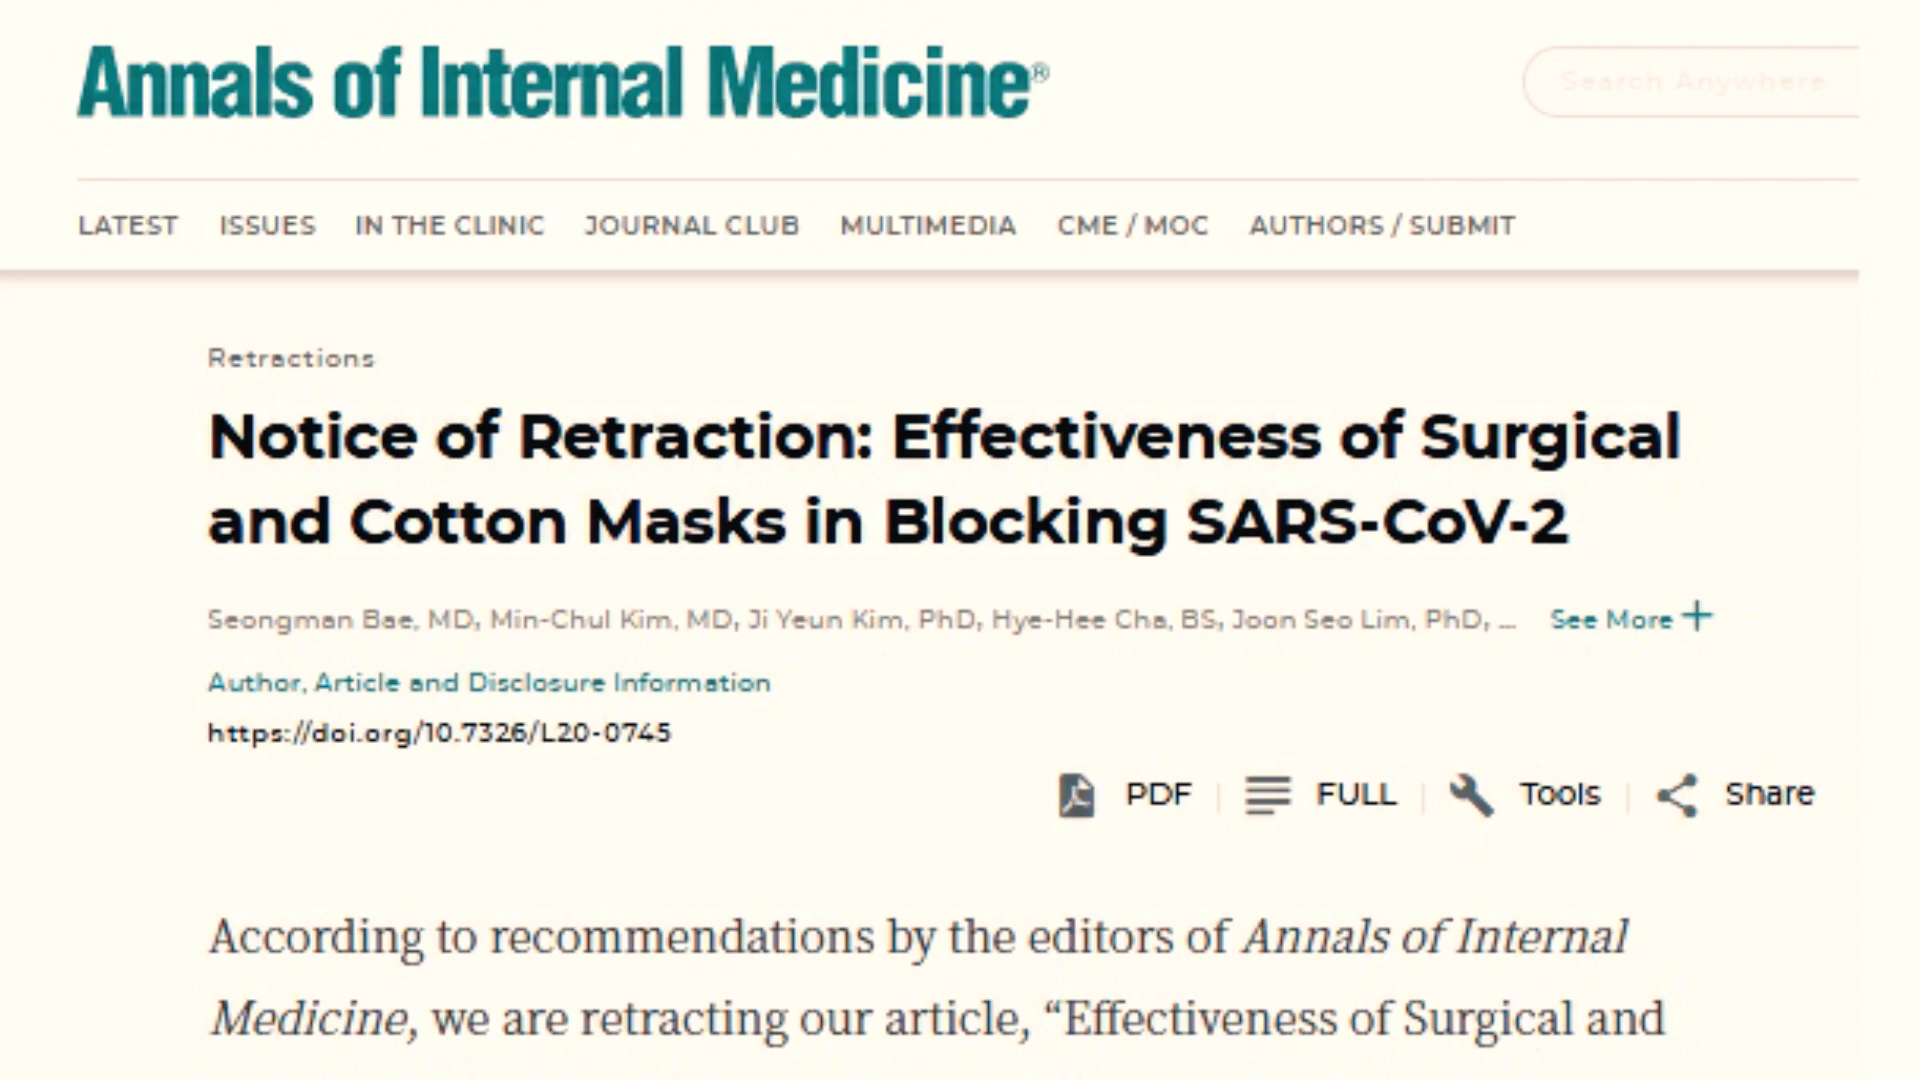 Annals of Internal Medicine®
Search Anywhere
LATEST ISSUES IN THE CLINIC JOURNAL CLUB MULTIMEDIA CME / MOC AUTHORS / SUBMIT
Retractions
Notice of Retraction: Effectiveness of Surgical
and Cotton Masks in Blocking SARS-CoV-2
Seongman Bae, MD, Min-Chul Kim, MD, Ji Yeun Kim, PhD, Hye-Hee Cha, BS, Joon Seo Lim, PhD, ... See More +
Author, Article and Disclosure Information
https://doi.org/10.7326/L20-0745
PDF | FULL | Tools | Share
According to recommendations by the editors of Annals of Internal
Medicine, we are retracting our article, “Effectiveness of Surgical and